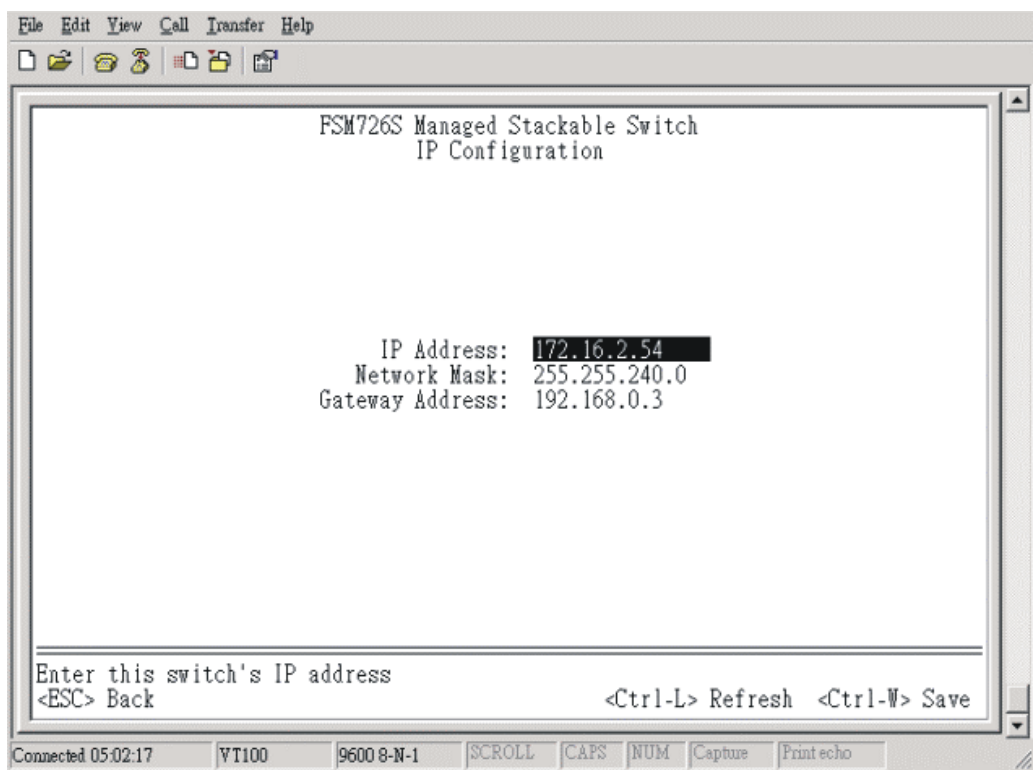 File Edit View Call Transfer Help
FSM726S Managed Stackable Switch
IP Configuration
IP Address: 172.16.2.54
Network Mask: 255.255.240.0
Gateway Address: 192.168.0.3
Enter this switch's IP address
<ESC> Back <Ctrl-L> Refresh <Ctrl-W> Save
Connected 05:02:17 VT100 9600 8-N-1 SCROLL CAPS NUM Capture Print echo